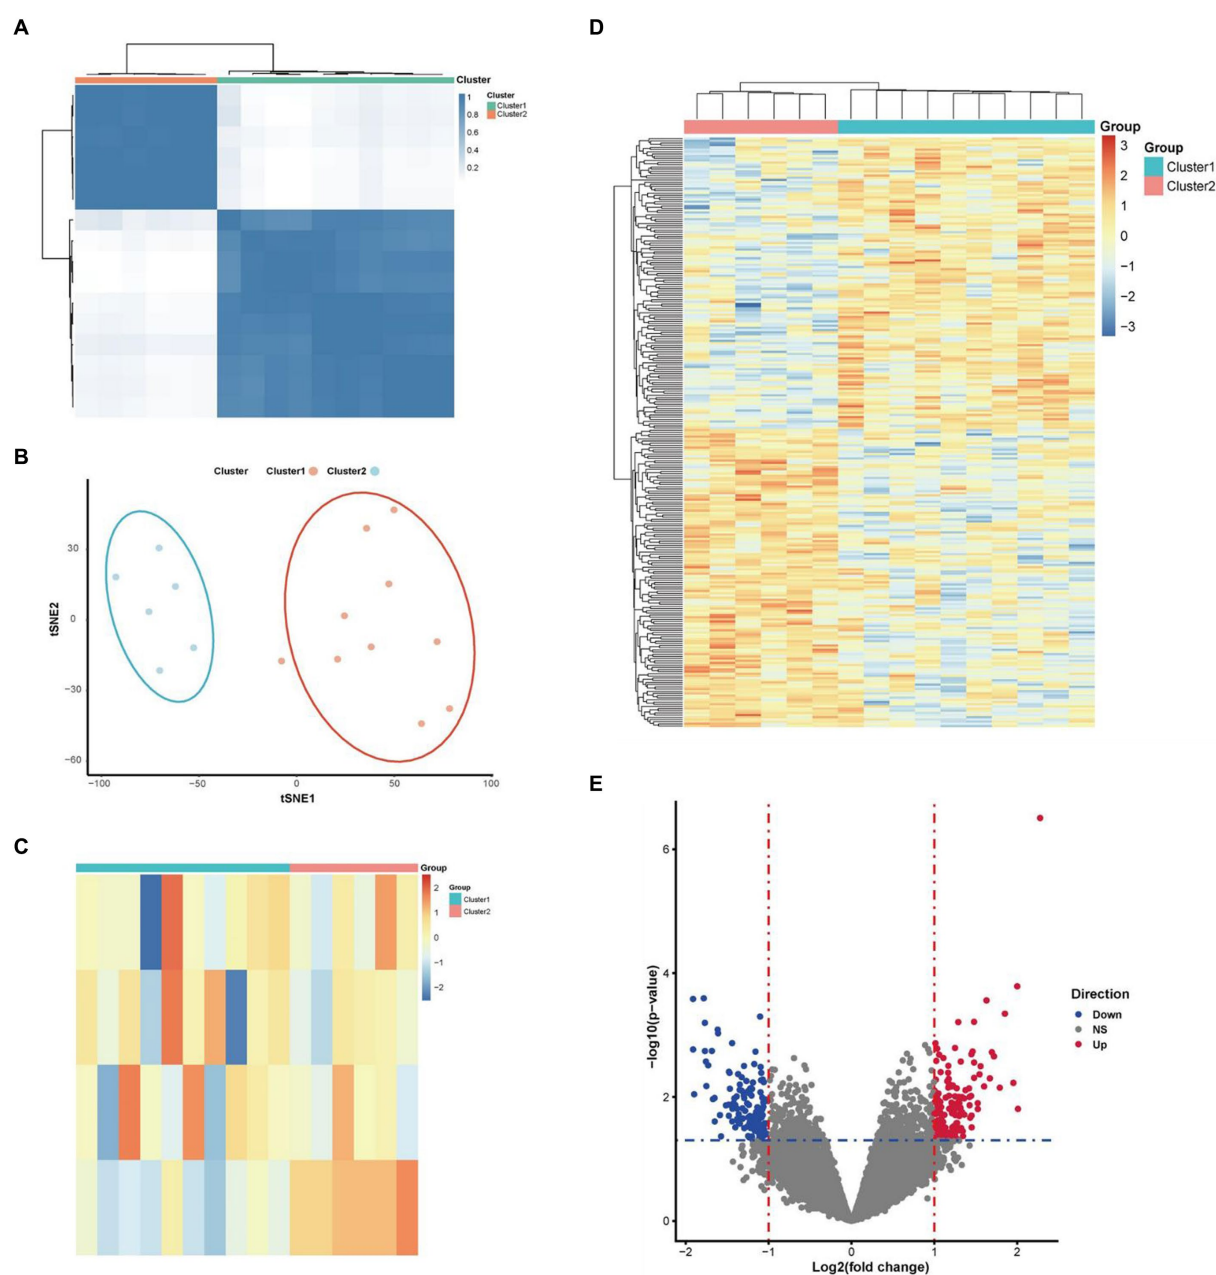 A
Cluster
1
0.8
0.6
0.4
0.2
Cluster
Cluster1
Cluster2
B
Cluster Cluster1 Cluster2
30
0
−30
−60
tSNE2
−100 −50 0 50 100
tSNE1
C
Group
2
1
0
−1
−2
Group
Cluster1
Cluster2
D
Group
3
2
1
0
−1
−2
−3
Group
Cluster1
Cluster2
E
6
4
2
0
−log10(p−value)
−2 −1 0 1 2
Log2(fold change)
Direction
Down
NS
Up